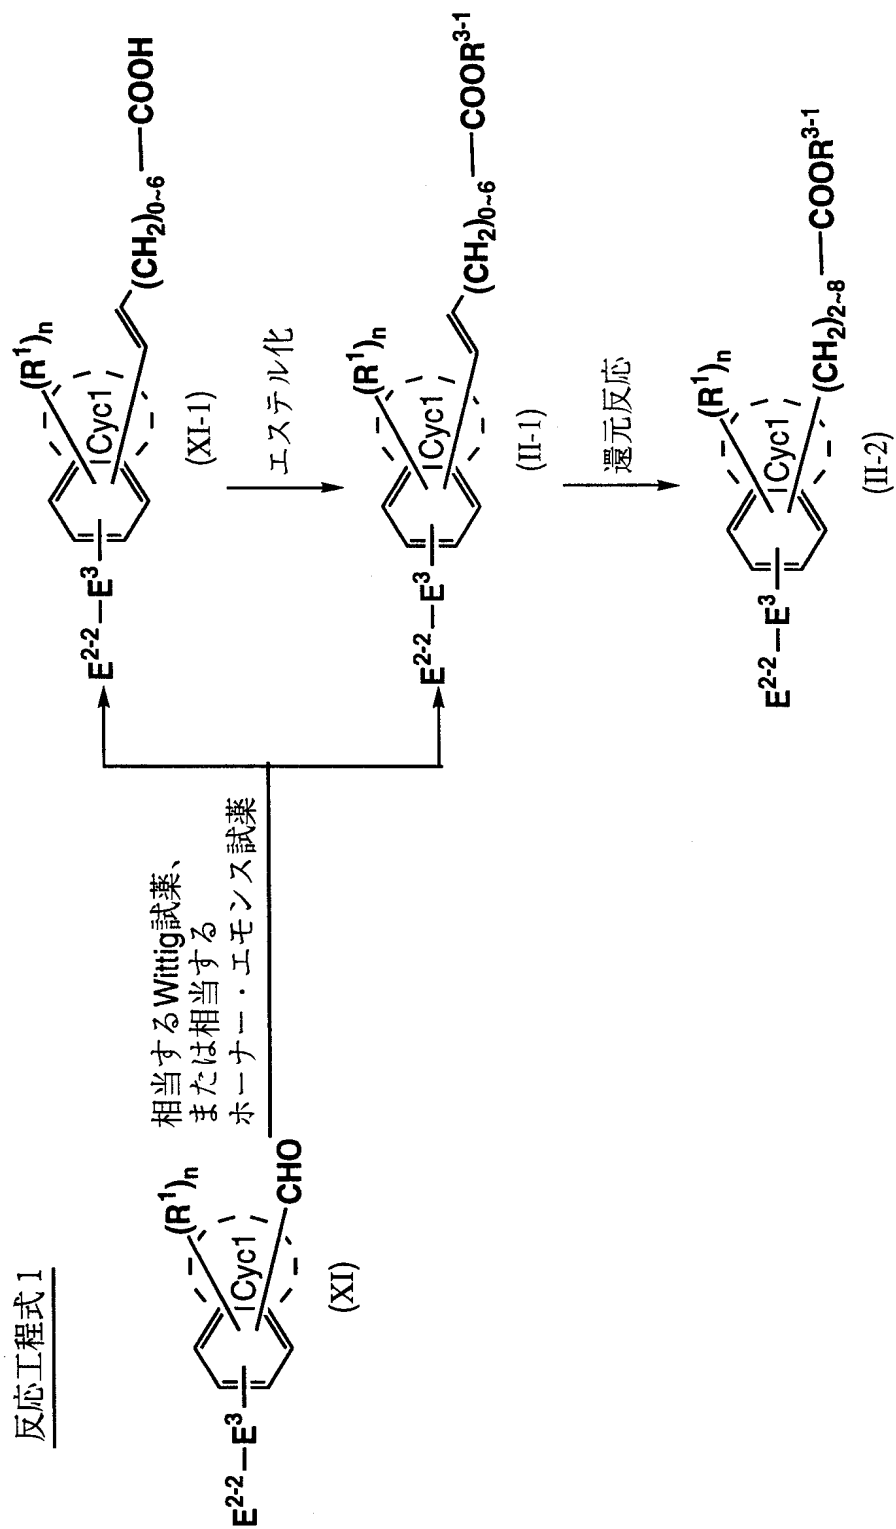 反応工程式1
E2-2—E3
(R1)n
Cyc1
CHO
(XI)
相当するWittig試薬、
または相当する
ホーナー・エモンス試薬
E2-2—E3
(R1)n
Cyc1
(CH2)0~6
COOH
(XI-1)
エステル化
E2-2—E3
(R1)n
Cyc1
(CH2)0~6
COOR3-1
(II-1)
還元反応
E2-2—E3
(R1)n
Cyc1
(CH2)2~8
COOR3-1
(II-2)